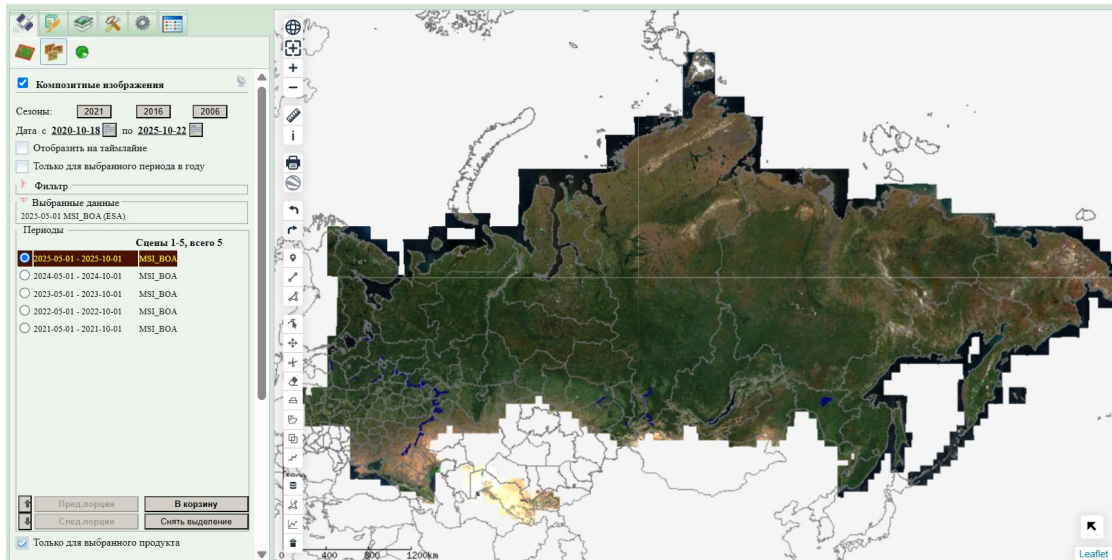 Композитные изображения
Сезоны: 2021 2016 2006
Дата с 2020-10-18 по 2025-10-22
Отобразить на таймлайне
Только для выбранного периода в году
Фильтр
Выбранные данные
2025-05-01 MSI_BOA (ESA)
Периоды
Сцены 1-5, всего 5
2025-05-01 - 2025-10-01 MSI_BOA
2024-05-01 - 2024-10-01 MSI_BOA
2023-05-01 - 2023-10-01 MSI_BOA
2022-05-01 - 2022-10-01 MSI_BOA
2021-05-01 - 2021-10-01 MSI_BOA
Пред.порция В корзину
След.порция Снять выделение
Только для выбранного продукта
0 400 800 1200km
Leaflet